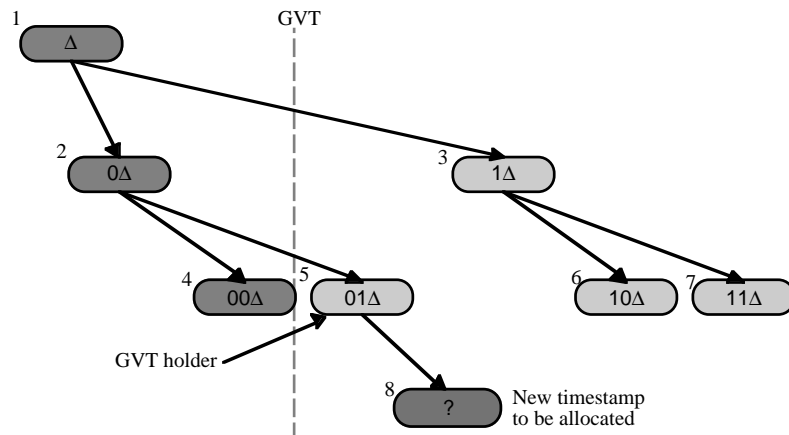 1
GVT
Δ
2
0Δ
3
1Δ
4
00Δ
5
01Δ
6
10Δ
7
11Δ
GVT holder
8
?
New timestamp
to be allocated